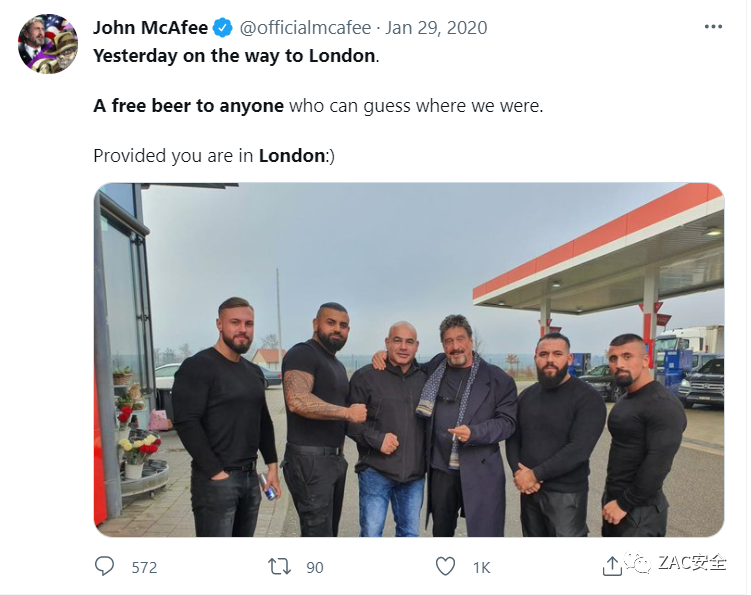 John McAfee @officialmcafee · Jan 29, 2020
Yesterday on the way to London.
A free beer to anyone who can guess where we were.
Provided you are in London:)
572 90 1K
ZAC安全